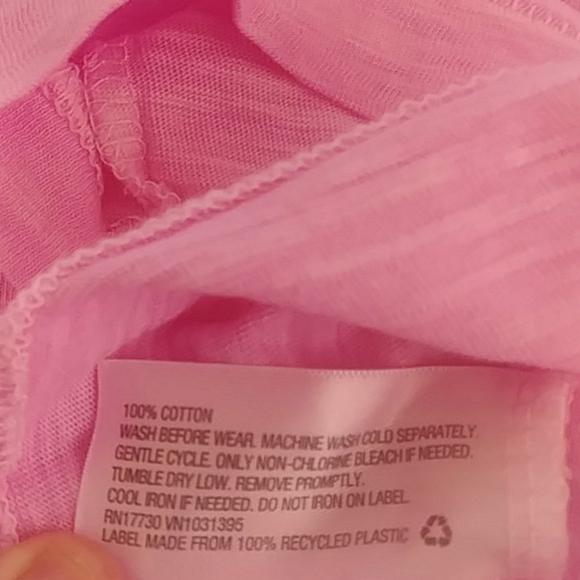 100% COTTON
WASH BEFORE WEAR. MACHINE WASH COLD SEPARATELY.
GENTLE CYCLE. ONLY NON-CHLORINE BLEACH IF NEEDED.
TUMBLE DRY LOW. REMOVE PROMPTLY.
COOL IRON IF NEEDED. DO NOT IRON ON LABEL.
RN17730 VN1031395
LABEL MADE FROM 100% RECYCLED PLASTIC